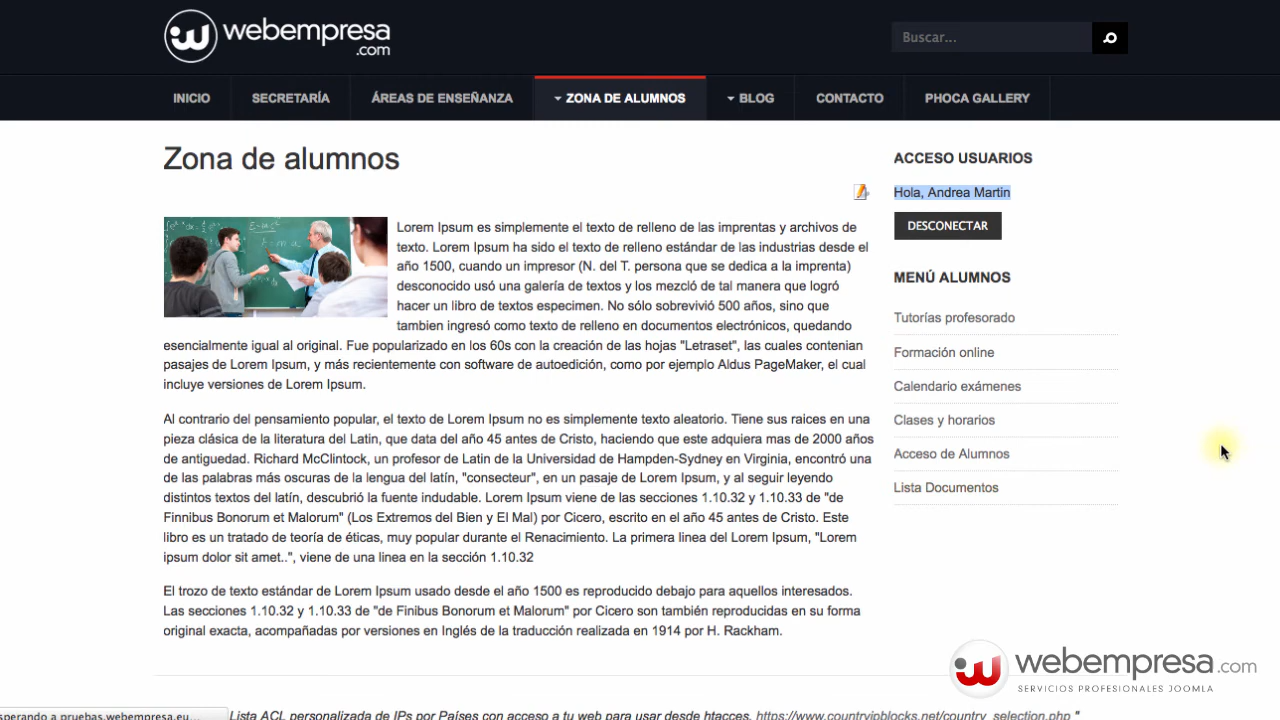 webempresa
.com
Buscar...
INICIO
SECRETARÍA
ÁREAS DE ENSEÑANZA
ZONA DE ALUMNOS
BLOG
CONTACTO
PHOCA GALLERY
Zona de alumnos
Lorem Ipsum es simplemente el texto de relleno de las imprentas y archivos de
texto. Lorem Ipsum ha sido el texto de relleno estándar de las industrias desde el
año 1500, cuando un impresor (N. del T. persona que se dedica a la imprenta)
desconocido usó una galería de textos y los mezcló de tal manera que logró
hacer un libro de textos especimen. No sólo sobrevivió 500 años, sino que
tambien ingresó como texto de relleno en documentos electrónicos, quedando
esencialmente igual al original. Fue popularizado en los 60s con la creación de las hojas "Letraset", las cuales contenian
pasajes de Lorem Ipsum, y más recientemente con software de autoedición, como por ejemplo Aldus PageMaker, el cual
incluye versiones de Lorem Ipsum.
Al contrario del pensamiento popular, el texto de Lorem Ipsum no es simplemente texto aleatorio. Tiene sus raices en una
pieza clásica de la literatura del Latin, que data del año 45 antes de Cristo, haciendo que este adquiera mas de 2000 años
de antiguedad. Richard McClintock, un profesor de Latin de la Universidad de Hampden-Sydney en Virginia, encontró una
de las palabras más oscuras de la lengua del latín, "consecteur", en un pasaje de Lorem Ipsum, y al seguir leyendo
distintos textos del latín, descubrió la fuente indudable. Lorem Ipsum viene de las secciones 1.10.32 y 1.10.33 de "de
Finnibus Bonorum et Malorum" (Los Extremos del Bien y El Mal) por Cicero, escrito en el año 45 antes de Cristo. Este
libro es un tratado de teoría de éticas, muy popular durante el Renacimiento. La primera linea del Lorem Ipsum, "Lorem
ipsum dolor sit amet..", viene de una linea en la sección 1.10.32
El trozo de texto estándar de Lorem Ipsum usado desde el año 1500 es reproducido debajo para aquellos interesados.
Las secciones 1.10.32 y 1.10.33 de "de Finibus Bonorum et Malorum" por Cicero son también reproducidas en su forma
original exacta, acompañadas por versiones en Inglés de la traducción realizada en 1914 por H. Rackham.
ACCESO USUARIOS
Hola, Andrea Martin
DESCONECTAR
MENÚ ALUMNOS
Tutorías profesorado
Formación online
Calendario exámenes
Clases y horarios
Acceso de Alumnos
Lista Documentos
webempresa.com
SERVICIOS PROFESIONALES JOOMLA
sperando a pruebas.webempresa.eu...
Lista ACL personalizada de IPs por Países con acceso a tu web para usar desde htacces. https://www.countryipblocks.net/country_selection.php "